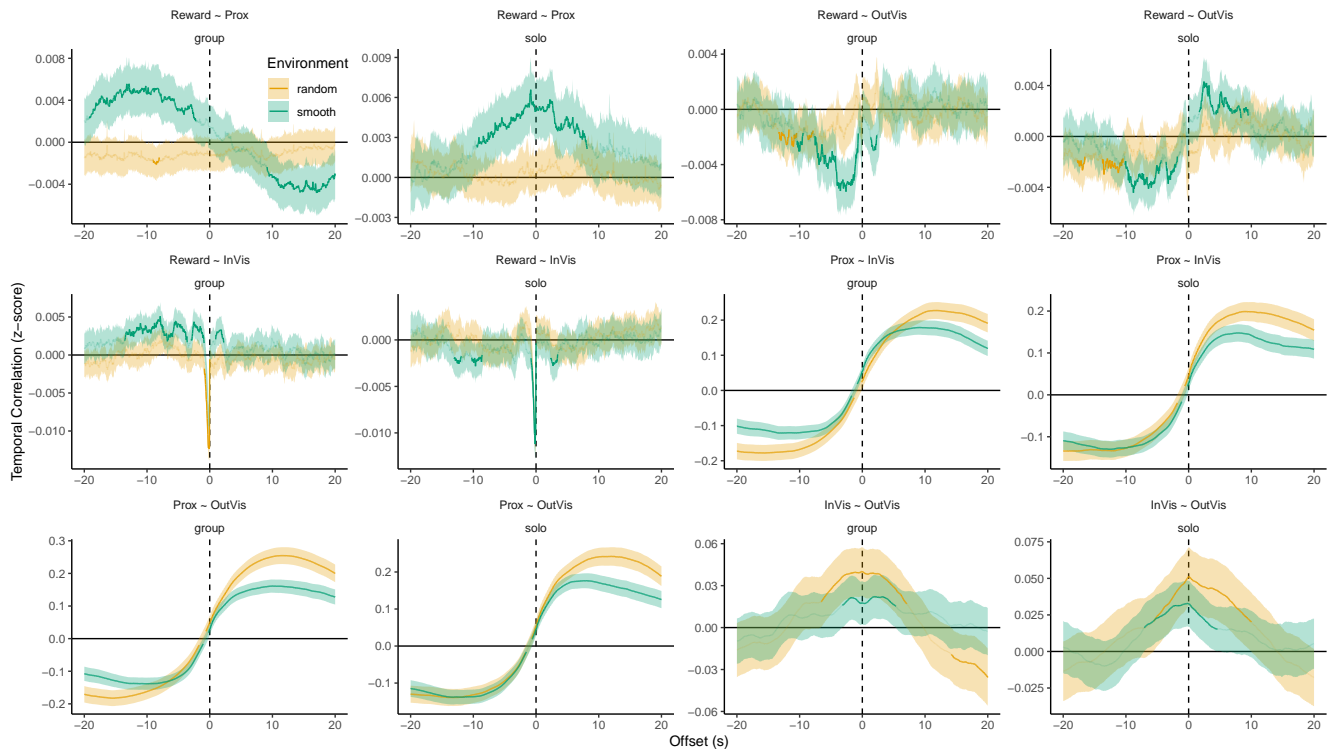 Reward ~ Prox
Reward ~ Prox
Reward ~ OutVis
Reward ~ OutVis
group
solo
group
solo
Environment
random
smooth
0.008
0.004
0.000
−0.004
−20 −10 0 10 20
0.009
0.006
0.003
0.000
−0.003
−20 −10 0 10 20
0.004
0.000
−0.004
−0.008
−20 −10 0 10 20
0.004
0.000
−0.004
−20 −10 0 10 20
Temporal Correlation (z−score)
Reward ~ InVis
Reward ~ InVis
Prox ~ InVis
Prox ~ InVis
group
solo
group
solo
0.005
0.000
−0.005
−0.010
−20 −10 0 10 20
0.000
−0.005
−0.010
−20 −10 0 10 20
0.2
0.1
0.0
−0.1
−0.2
−20 −10 0 10 20
0.2
0.1
0.0
−0.1
−20 −10 0 10 20
Prox ~ OutVis
Prox ~ OutVis
InVis ~ OutVis
InVis ~ OutVis
group
solo
group
solo
0.3
0.2
0.1
0.0
−0.1
−0.2
−20 −10 0 10 20
0.2
0.1
0.0
−0.1
−20 −10 0 10 20
0.06
0.03
0.00
−0.03
−0.06
−20 −10 0 10 20
0.075
0.050
0.025
0.000
−0.025
−20 −10 0 10 20
Offset (s)